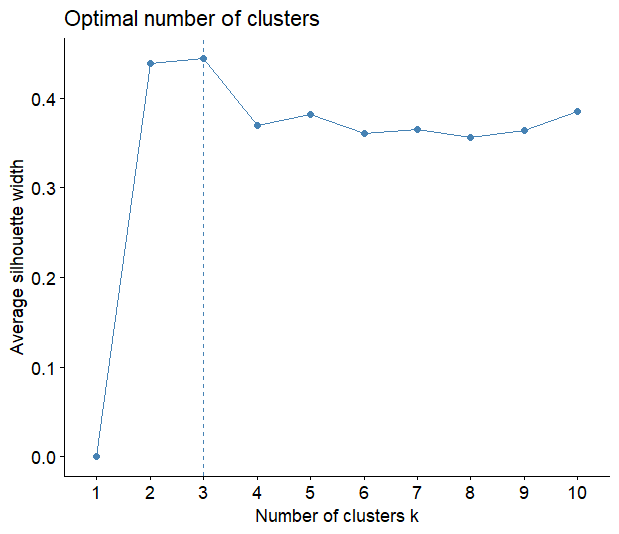 Optimal number of clusters
Average silhouette width
0.4
0.3
0.2
0.1
0.0
1 2 3 4 5 6 7 8 9 10
Number of clusters k